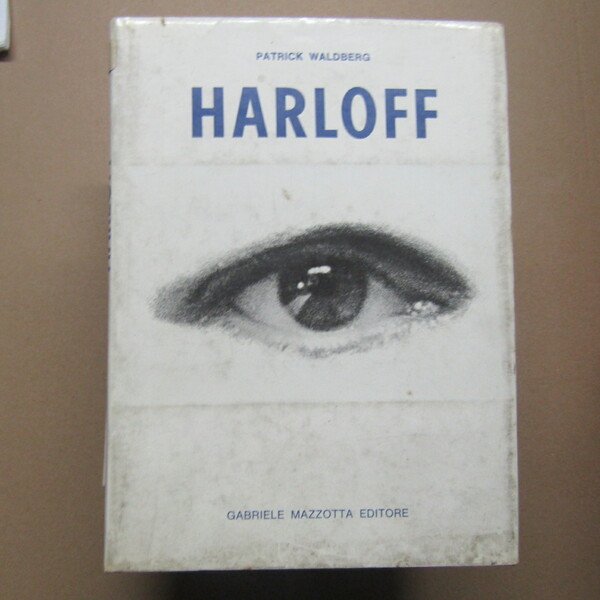 PATRICK WALDBERG
HARLOFF
GABRIELE MAZZOTTA EDITORE